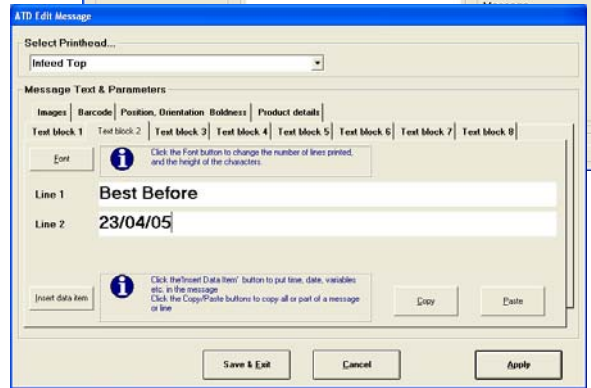 ATD Edit Message
Select Printhead...
Infeed Top
Message Text & Parameters
Images Barcode Position, Orientation Boldness Product details
Text block 1 Text block 2 Text block 3 Text block 4 Text block 5 Text block 6 Text block 7 Text block 8
Font
Click the Font button to change the number of lines printed,
and the height of the characters.
Line 1 Best Before
Line 2 23/04/05
Insert data item
Click the'Insert Data Item' button to put time, date, variables
etc. in the message
Click the Copy/Paste buttons to copy all or part of a message
or line
Copy Paste
Save & Exit Cancel Apply